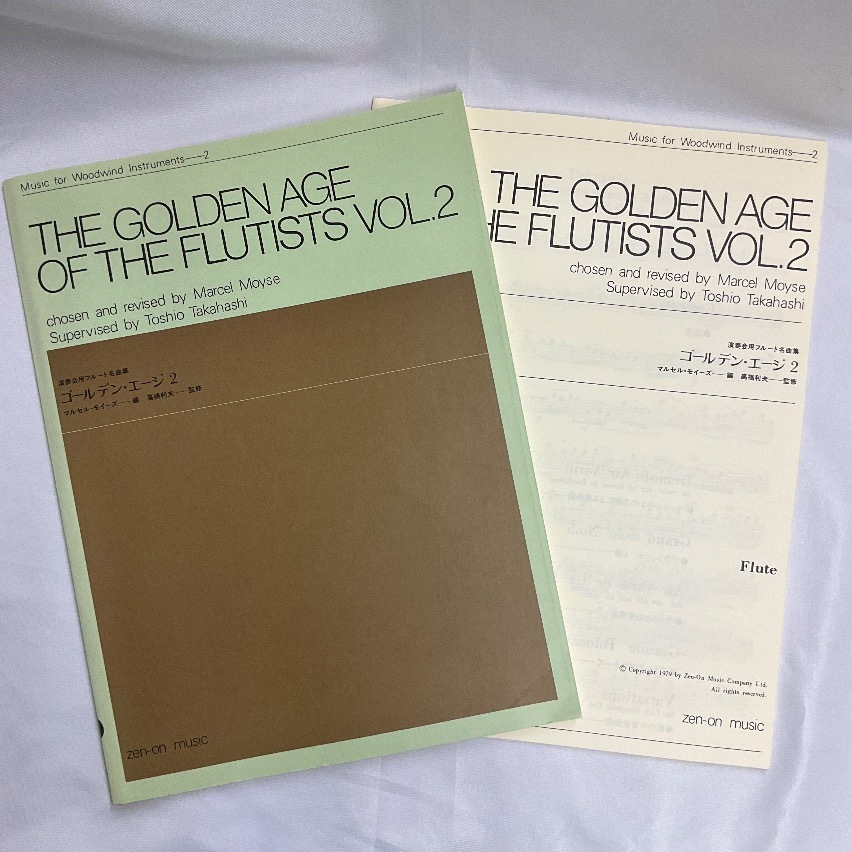 Music for Woodwind Instruments——2
THE GOLDEN AGE
OF THE FLUTISTS VOL.2
chosen and revised by Marcel Moyse
Supervised by Toshio Takahashi
演奏会用フルート名曲集
ゴールデン・エージ 2
マルセル・モイーズ——編 高橋利夫——監修
zen-on music
Music for Woodwind Instruments——2
THE GOLDEN AGE
HE FLUTISTS VOL.2
chosen and revised by Marcel Moyse
Supervised by Toshio Takahashi
演奏会用フルート名曲集
ゴールデン・エージ 2
マルセル・モイーズ——編 高橋利夫——監修
Flute
© Copyright 1979 by Zen-On Music Company Ltd.
All rights reserved.
zen-on music